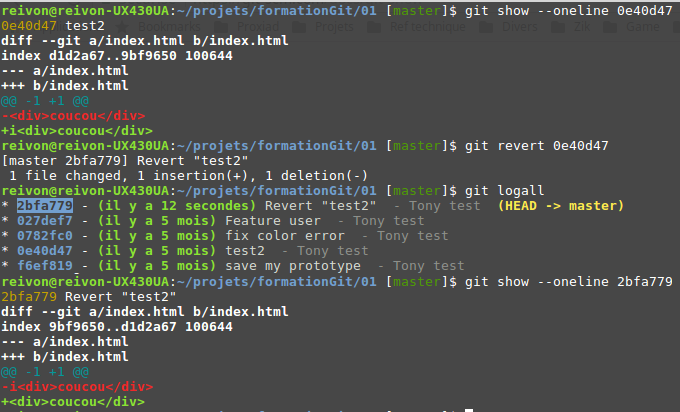 reivon@reivon-UX430UA:~/projets/formationGit/01 [master]$ git show --oneline 0e40d47
0e40d47 test2
Bookmarks Proxiad Projets Ref technique Divers Zik Game
diff --git a/index.html b/index.html
index d1d2a67..9bf9650 100644
--- a/index.html
+++ b/index.html
@@ -1 +1 @@
-<div>coucou</div>
+i<div>coucou</div>
reivon@reivon-UX430UA:~/projets/formationGit/01 [master]$ git revert 0e40d47
[master 2bfa779] Revert "test2"
 1 file changed, 1 insertion(+), 1 deletion(-)
reivon@reivon-UX430UA:~/projets/formationGit/01 [master]$ git logall
* 2bfa779 - (il y a 12 secondes) Revert "test2"  - Tony test  (HEAD -> master)
* 027def7 - (il y a 5 mois) Feature user  - Tony test
* 0782fc0 - (il y a 5 mois) fix color error  - Tony test
* 0e40d47 - (il y a 5 mois) test2  - Tony test
* f6ef819 - (il y a 5 mois) save my prototype  - Tony test
reivon@reivon-UX430UA:~/projets/formationGit/01 [master]$ git show --oneline 2bfa779
2bfa779 Revert "test2"
diff --git a/index.html b/index.html
index 9bf9650..d1d2a67 100644
--- a/index.html
+++ b/index.html
@@ -1 +1 @@
-i<div>coucou</div>
+<div>coucou</div>